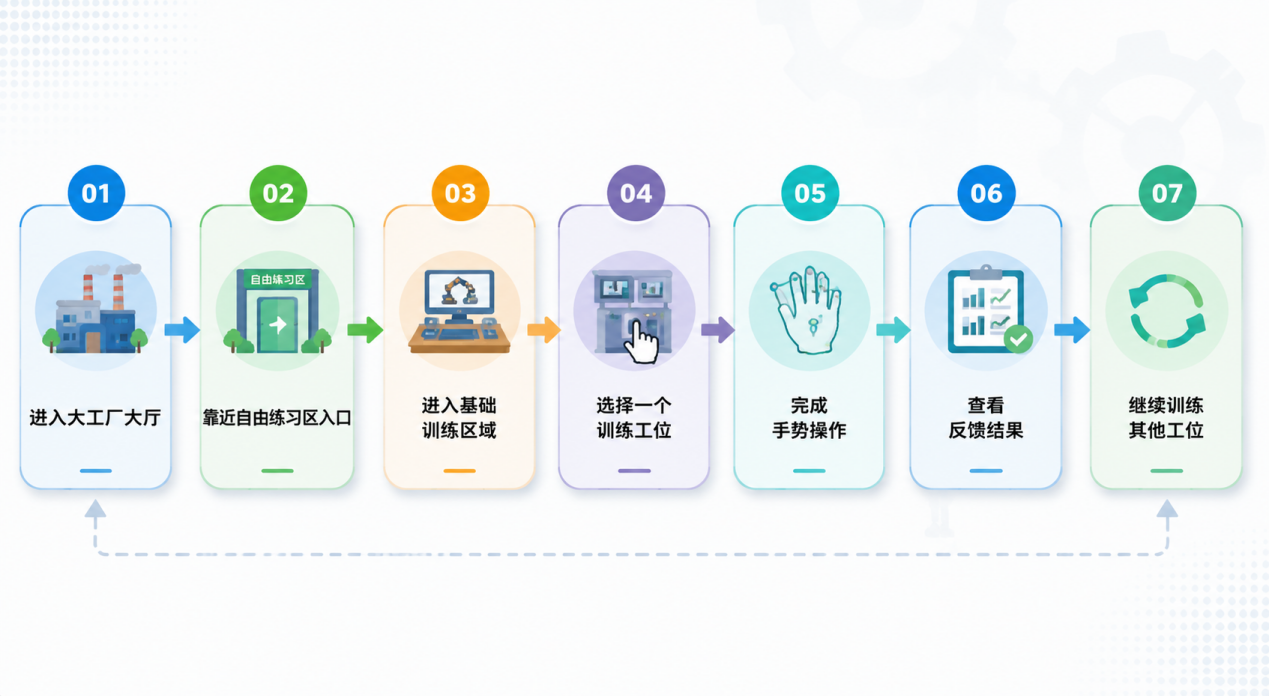 01
进入大工厂大厅
02
自由练习区
靠近自由练习区入口
03
进入基础
训练区域
04
选择一个
训练工位
05
完成
手势操作
06
查看
反馈结果
07
继续训练
其他工位